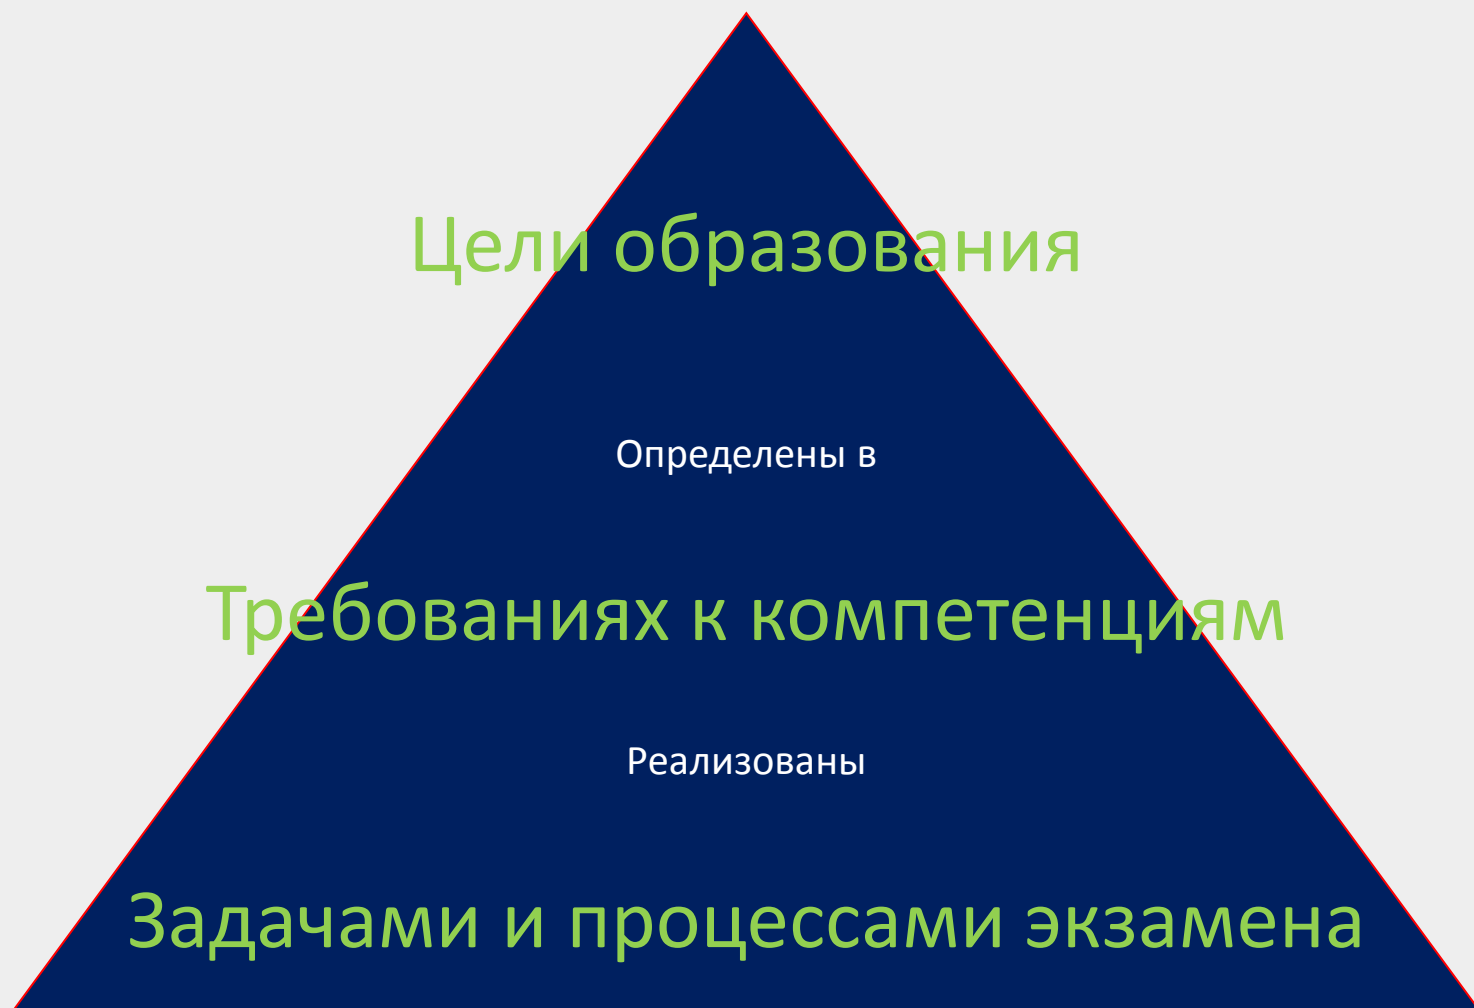 Цели образования
Определены в
Требованиях к компетенциям
Реализованы
Задачами и процессами экзамена